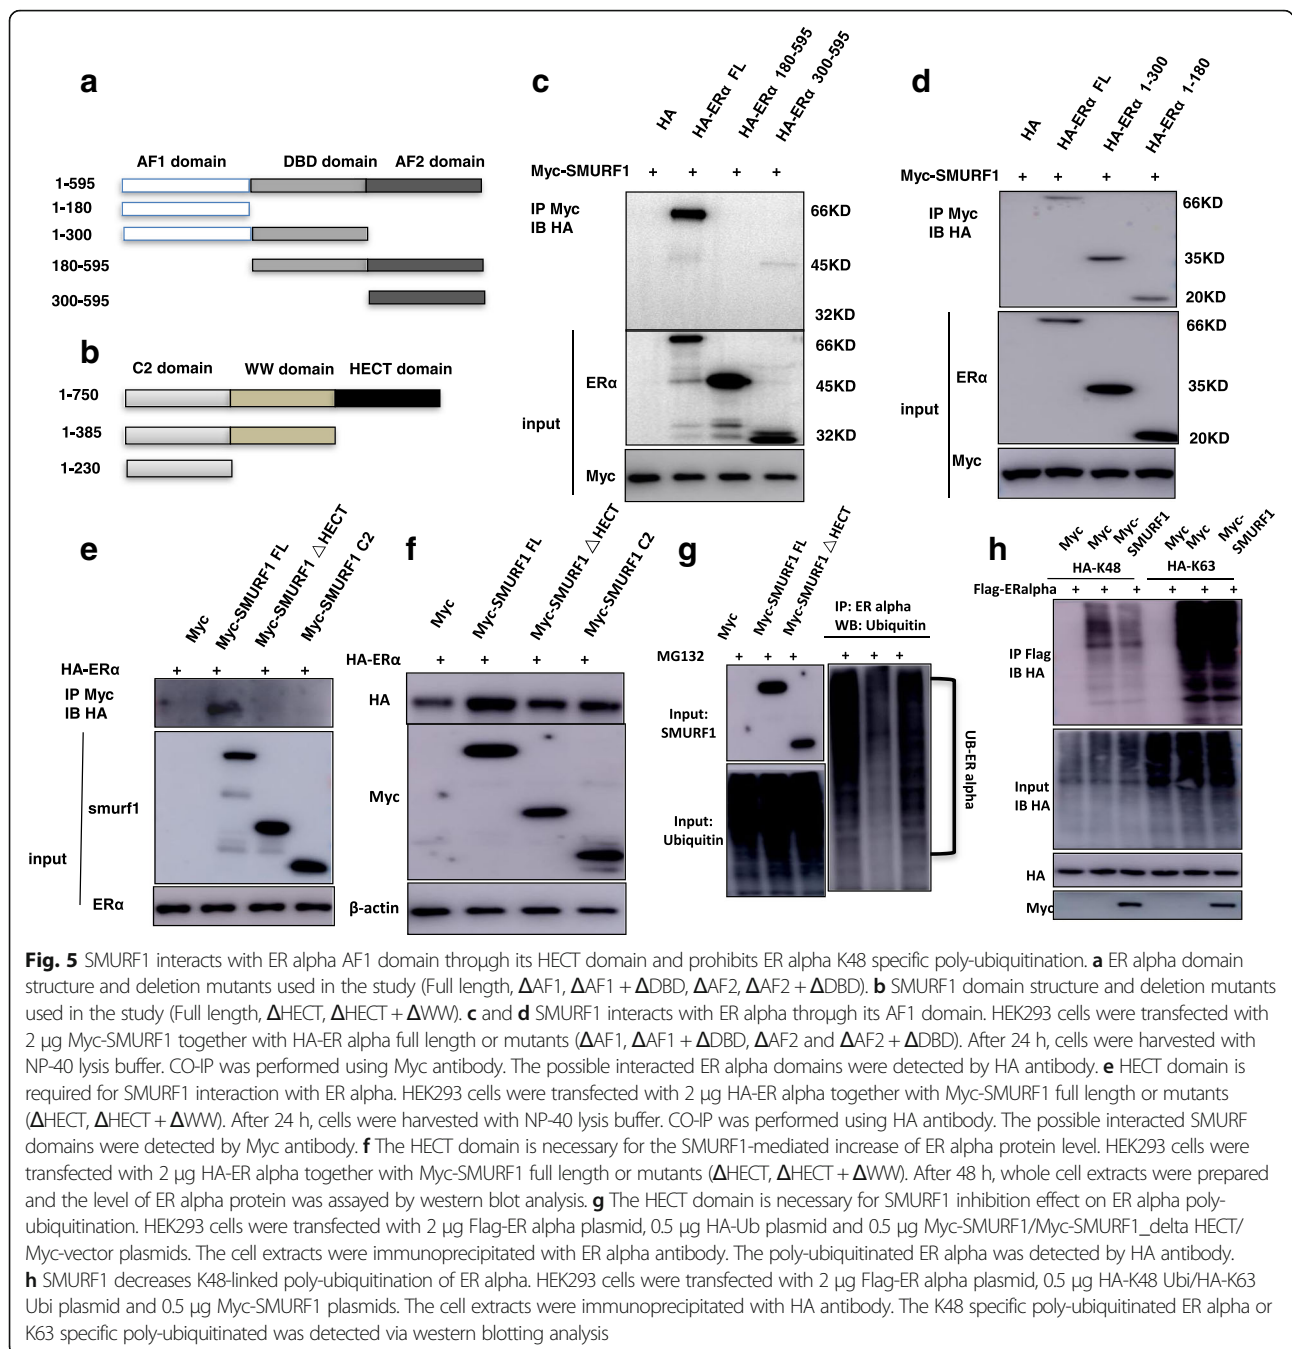 a
AF1 domain DBD domain AF2 domain
1-595
1-180
1-300
180-595
300-595
b
C2 domain WW domain HECT domain
1-750
1-385
1-230
c
HA HA-ERα FL HA-ERα 180-595 HA-ERα 300-595
Myc-SMURF1 + + + +
IP Myc
IB HA
66KD
45KD
32KD
input
ERα
66KD
45KD
32KD
Myc
d
HA HA-ERα FL HA-ERα 1-300 HA-ERα 1-180
Myc-SMURF1 + + + +
IP Myc
IB HA
66KD
35KD
20KD
input
ERα
66KD
35KD
20KD
Myc
e
Myc Myc-SMURF1 FL Myc-SMURF1 △HECT Myc-SMURF1 C2
HA-ERα + + + +
IP Myc
IB HA
input
smurf1
ERα
f
Myc Myc-SMURF1 FL Myc-SMURF1 △HECT Myc-SMURF1 C2
HA-ERα + + + +
HA
Myc
β-actin
g
Myc Myc-SMURF1 FL Myc-SMURF1 △HECT
IP: ER alpha
WB: Ubiquitin
MG132 + + + + + +
Input:
SMURF1
Input:
Ubiquitin
UB-ER alpha
h
Myc Myc Myc-SMURF1 Myc Myc Myc-SMURF1
HA-K48 HA-K63
Flag-ERalpha + + + +
IP Flag
IB HA
Input
IB HA
HA
Myc
Fig. 5 SMURF1 interacts with ER alpha AF1 domain through its HECT domain and prohibits ER alpha K48 specific poly-ubiquitination. a ER alpha domain
structure and deletion mutants used in the study (Full length, ΔAF1, ΔAF1 + ΔDBD, ΔAF2, ΔAF2 + ΔDBD). b SMURF1 domain structure and deletion mutants
used in the study (Full length, ΔHECT, ΔHECT + ΔWW). c and d SMURF1 interacts with ER alpha through its AF1 domain. HEK293 cells were transfected with
2 μg Myc-SMURF1 together with HA-ER alpha full length or mutants (ΔAF1, ΔAF1 + ΔDBD, ΔAF2 and ΔAF2 + ΔDBD). After 24 h, cells were harvested with
NP-40 lysis buffer. CO-IP was performed using Myc antibody. The possible interacted ER alpha domains were detected by HA antibody. e HECT domain is
required for SMURF1 interaction with ER alpha. HEK293 cells were transfected with 2 μg HA-ER alpha together with Myc-SMURF1 full length or mutants
(ΔHECT, ΔHECT + ΔWW). After 24 h, cells were harvested with NP-40 lysis buffer. CO-IP was performed using HA antibody. The possible interacted SMURF
domains were detected by Myc antibody. f The HECT domain is necessary for the SMURF1-mediated increase of ER alpha protein level. HEK293 cells were
transfected with 2 μg HA-ER alpha together with Myc-SMURF1 full length or mutants (ΔHECT, ΔHECT + ΔWW). After 48 h, whole cell extracts were prepared
and the level of ER alpha protein was assayed by western blot analysis. g The HECT domain is necessary for SMURF1 inhibition effect on ER alpha poly-
ubiquitination. HEK293 cells were transfected with 2 μg Flag-ER alpha plasmid, 0.5 μg HA-Ub plasmid and 0.5 μg Myc-SMURF1/Myc-SMURF1_delta HECT/
Myc-vector plasmids. The cell extracts were immunoprecipitated with ER alpha antibody. The poly-ubiquitinated ER alpha was detected by HA antibody.
h SMURF1 decreases K48-linked poly-ubiquitination of ER alpha. HEK293 cells were transfected with 2 μg Flag-ER alpha plasmid, 0.5 μg HA-K48 Ubi/HA-K63
Ubi plasmid and 0.5 μg Myc-SMURF1 plasmids. The cell extracts were immunoprecipitated with HA antibody. The K48 specific poly-ubiquitinated ER alpha or
K63 specific poly-ubiquitinated was detected via western blotting analysis